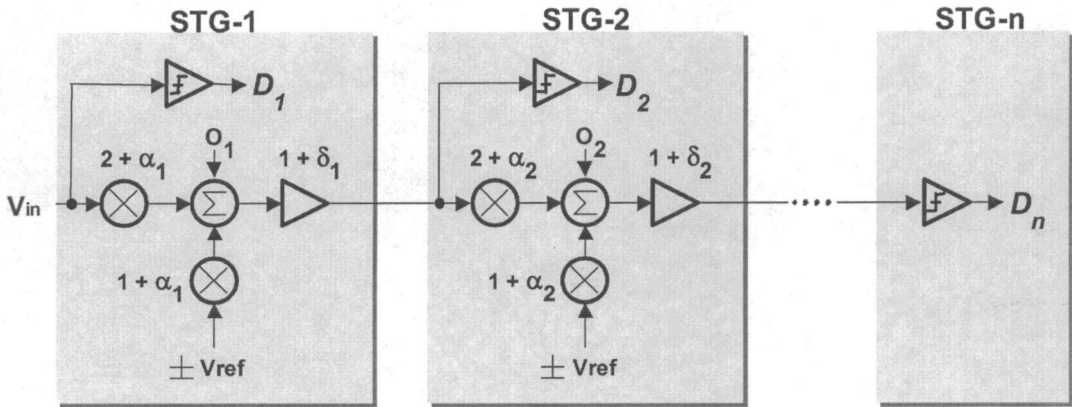 STG-1
STG-2
STG-n
D1
D2
O1
O2
2 + α1
1 + δ1
2 + α2
1 + δ2
Vin
Σ
Σ
....
Dn
1 + α1
1 + α2
± Vref
± Vref